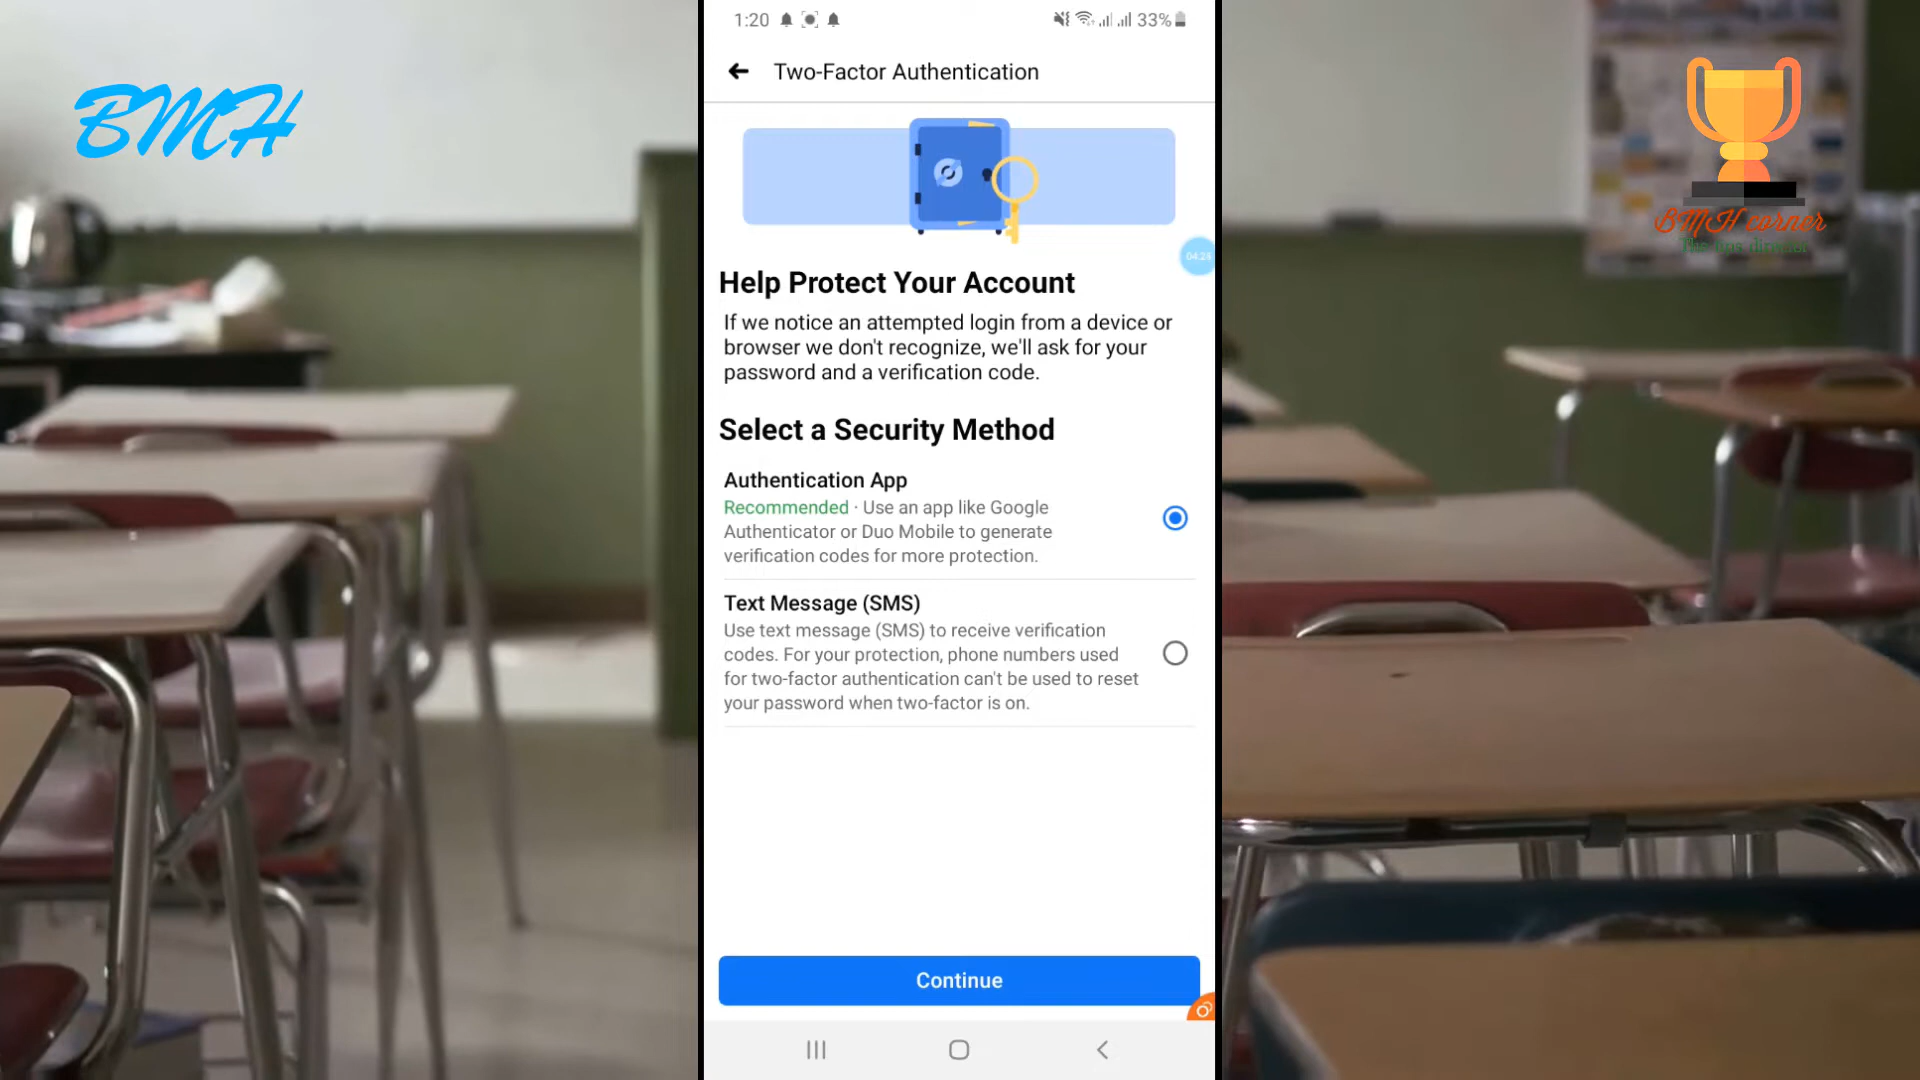 BMH
1:20
33%
Two-Factor Authentication
BMH corner
04:26
Help Protect Your Account
If we notice an attempted login from a device or
browser we don't recognize, we'll ask for your
password and a verification code.
Select a Security Method
Authentication App
Recommended · Use an app like Google
Authenticator or Duo Mobile to generate
verification codes for more protection.
Text Message (SMS)
Use text message (SMS) to receive verification
codes. For your protection, phone numbers used
for two-factor authentication can't be used to reset
your password when two-factor is on.
Continue